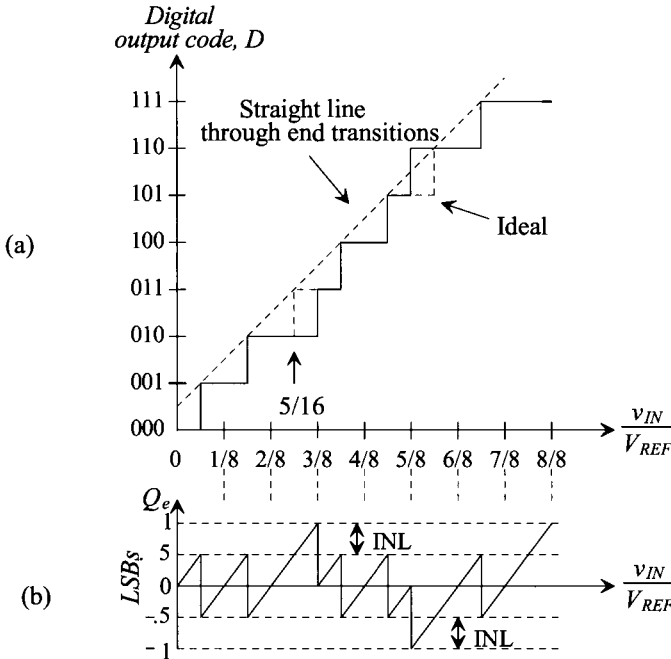 Digital
output code, D
111
110
101
100
011
010
001
000
Straight line
through end transitions
Ideal
5/16
(a)
0 1/8 2/8 3/8 4/8 5/8 6/8 7/8 8/8
v_IN
V_REF
Q_e
LSBs
1
5
0
-.5
-1
INL
INL
(b)
v_IN
V_REF